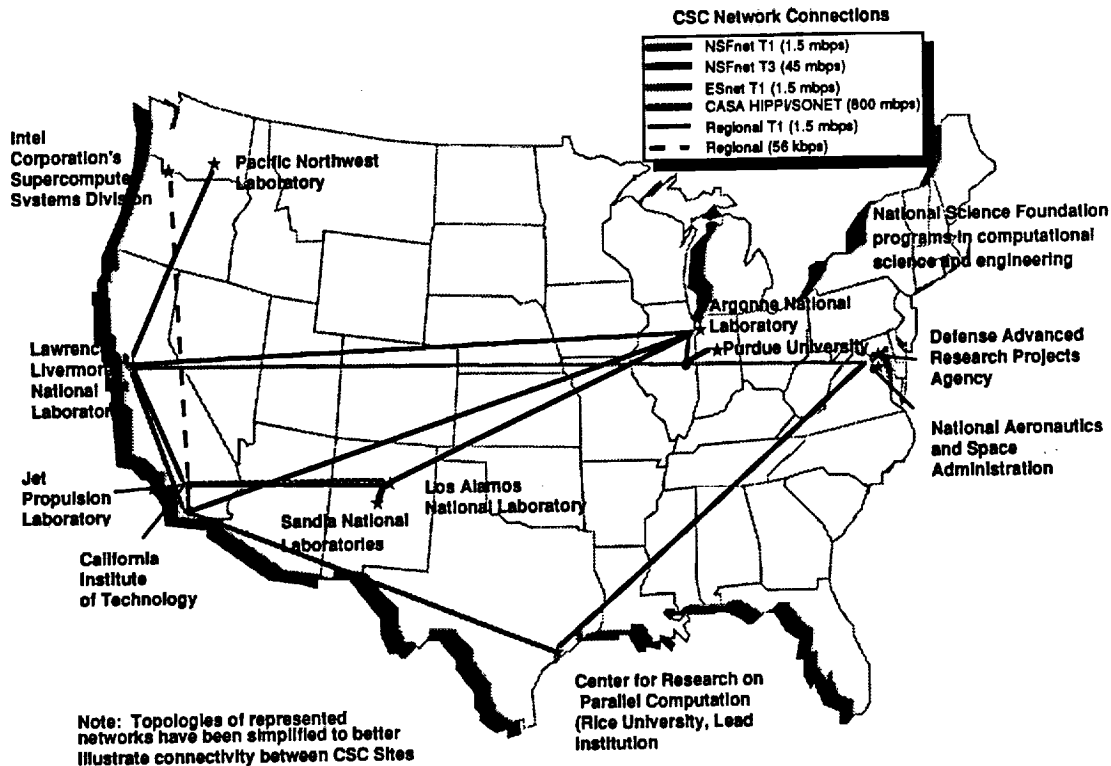 CSC Network Connections
NSFnet T1 (1.5 mbps)
NSFnet T3 (45 mbps)
ESnet T1 (1.5 mbps)
CASA HIPPI/SONET (800 mbps)
Regional T1 (1.5 mbps)
Regional (56 kbps)
Intel
Corporation's
Supercompute
Systems Division
Pacific Northwest
Laboratory
National Science Foundation
programs in computational
science and engineering
Argonne National
Laboratory
Purdue University
Lawrenc
Livermor
National
Laborator
Defense Advanced
Research Projects
Agency
National Aeronautics
and Space
Administration
Jet
Propulsion
Laboratory
Los Alamos
National Laboratory
Sandia National
Laboratories
California
Institute
of Technology
Center for Research on
Parallel Computation
(Rice University, Lead
Institution
Note: Topologies of represented
networks have been simplified to better
illustrate connectivity between CSC Sites